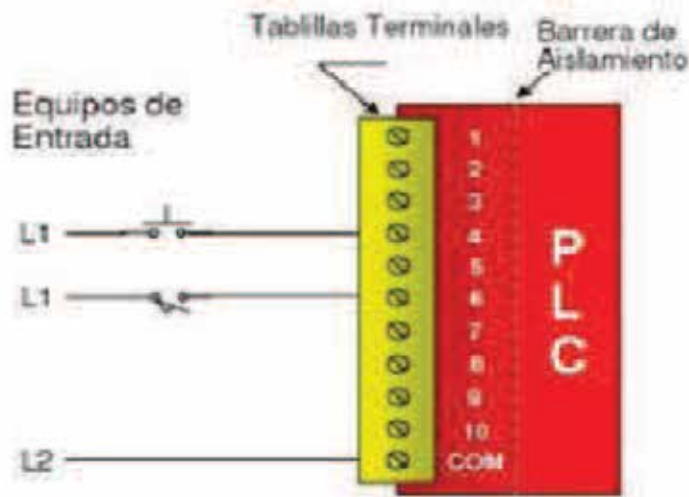 Tablillas Terminales
Barrera de
Aislamiento
Equipos de
Entrada
1
2
3
L1
4
5
L1
6
7
8
9
10
L2
COM
PLC